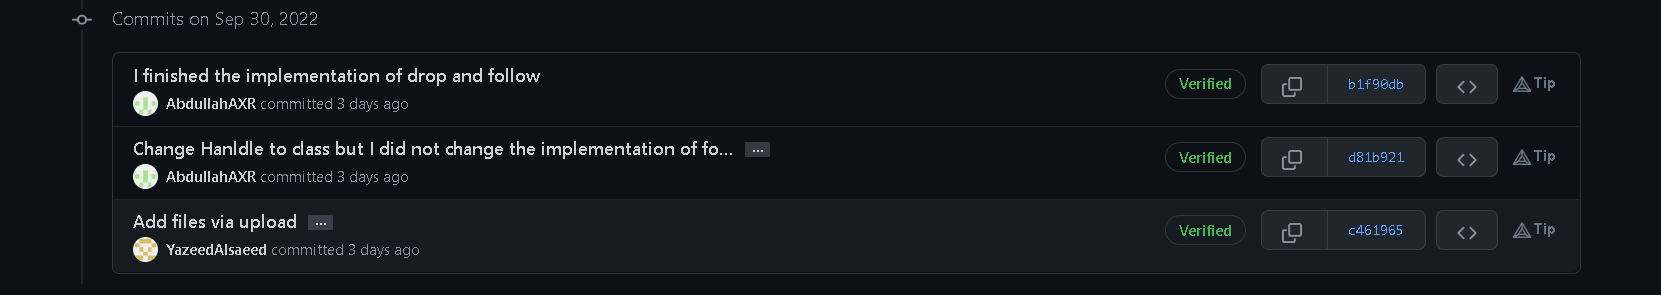 Commits on Sep 30, 2022
I finished the implementation of drop and follow
Verified
b1f90db
Tip
AbdullahAXR committed 3 days ago
Change Hanldle to class but I did not change the implementation of fo... ...
Verified
d81b921
Tip
AbdullahAXR committed 3 days ago
Add files via upload ...
Verified
c461965
Tip
YazeedAlsaeed committed 3 days ago